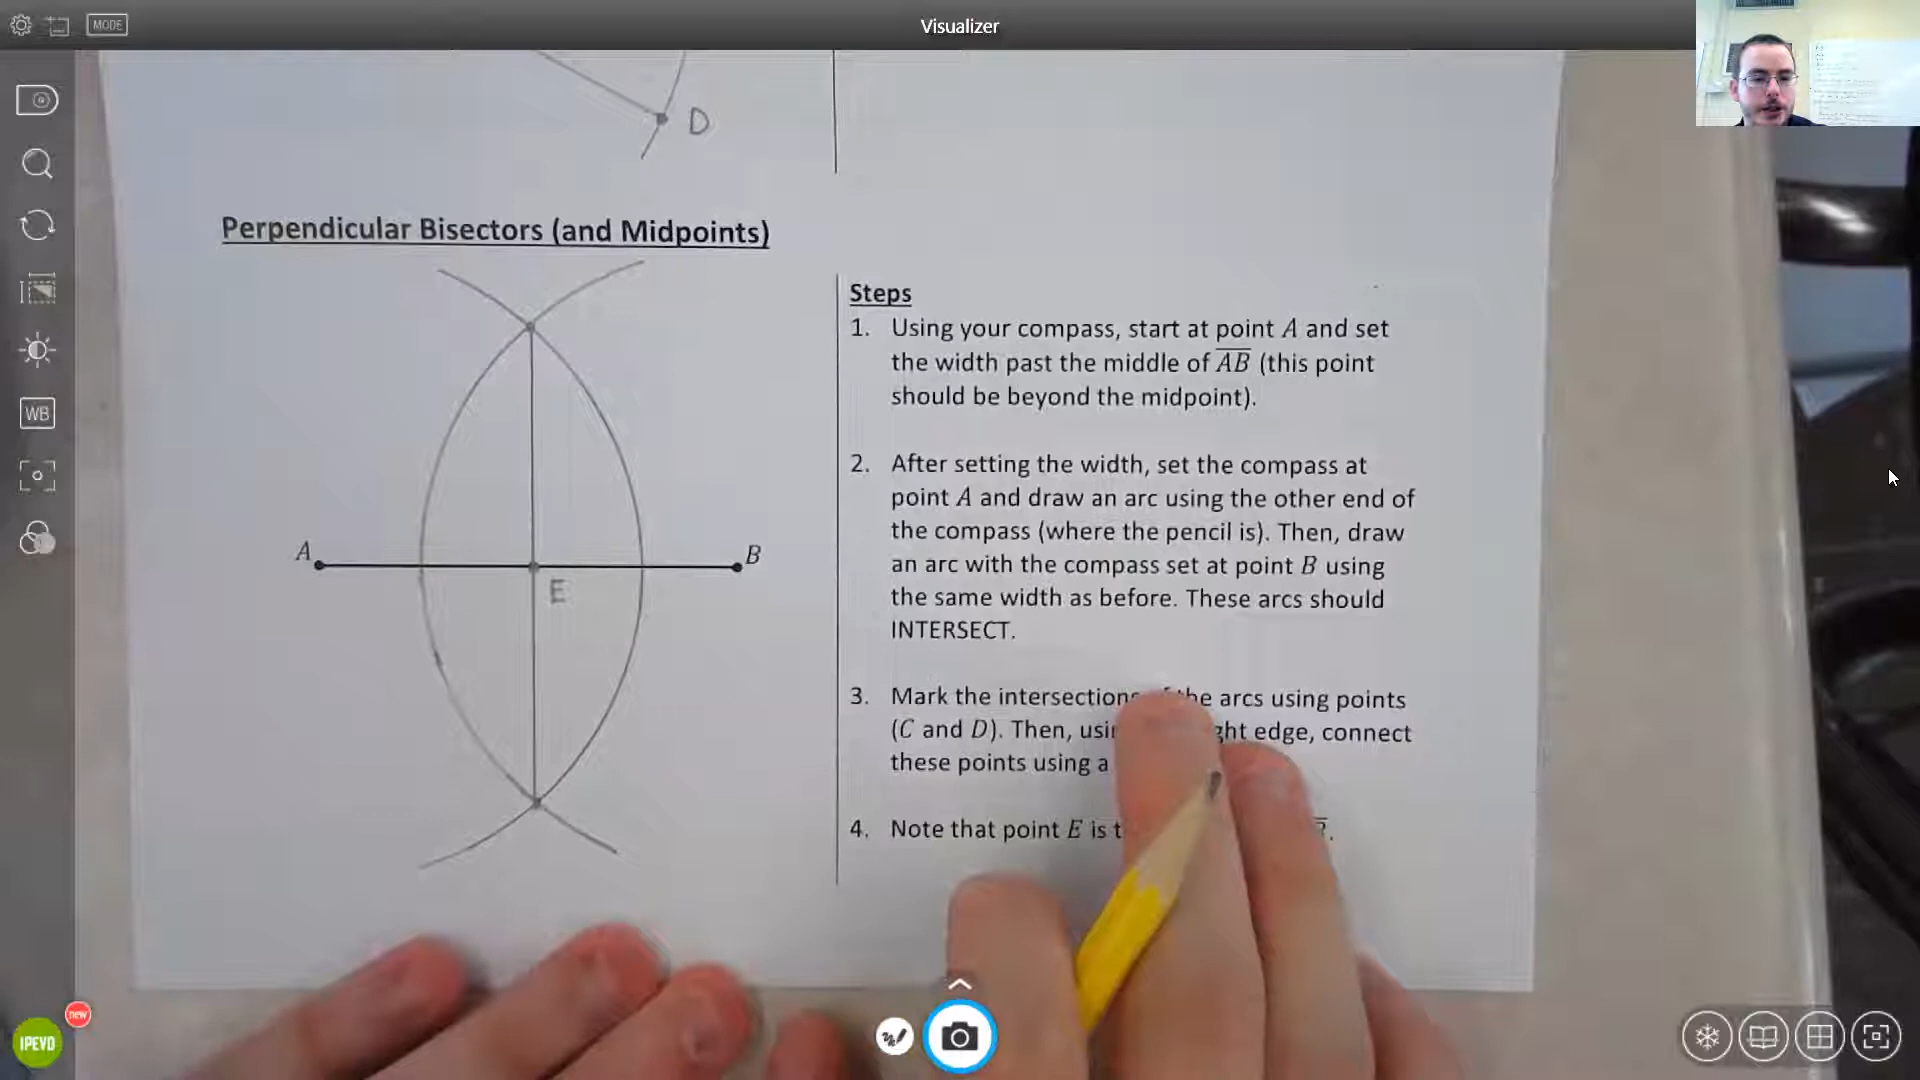 MODE
Visualizer
D
Perpendicular Bisectors (and Midpoints)
A
B
E
Steps
1. Using your compass, start at point A and set
the width past the middle of AB (this point
should be beyond the midpoint).
2. After setting the width, set the compass at
point A and draw an arc using the other end of
the compass (where the pencil is). Then, draw
an arc with the compass set at point B using
the same width as before. These arcs should
INTERSECT.
3. Mark the intersections the arcs using points
(C and D). Then, edge, connect
these points using a
4. Note that point E is
WB
new
IPEVO